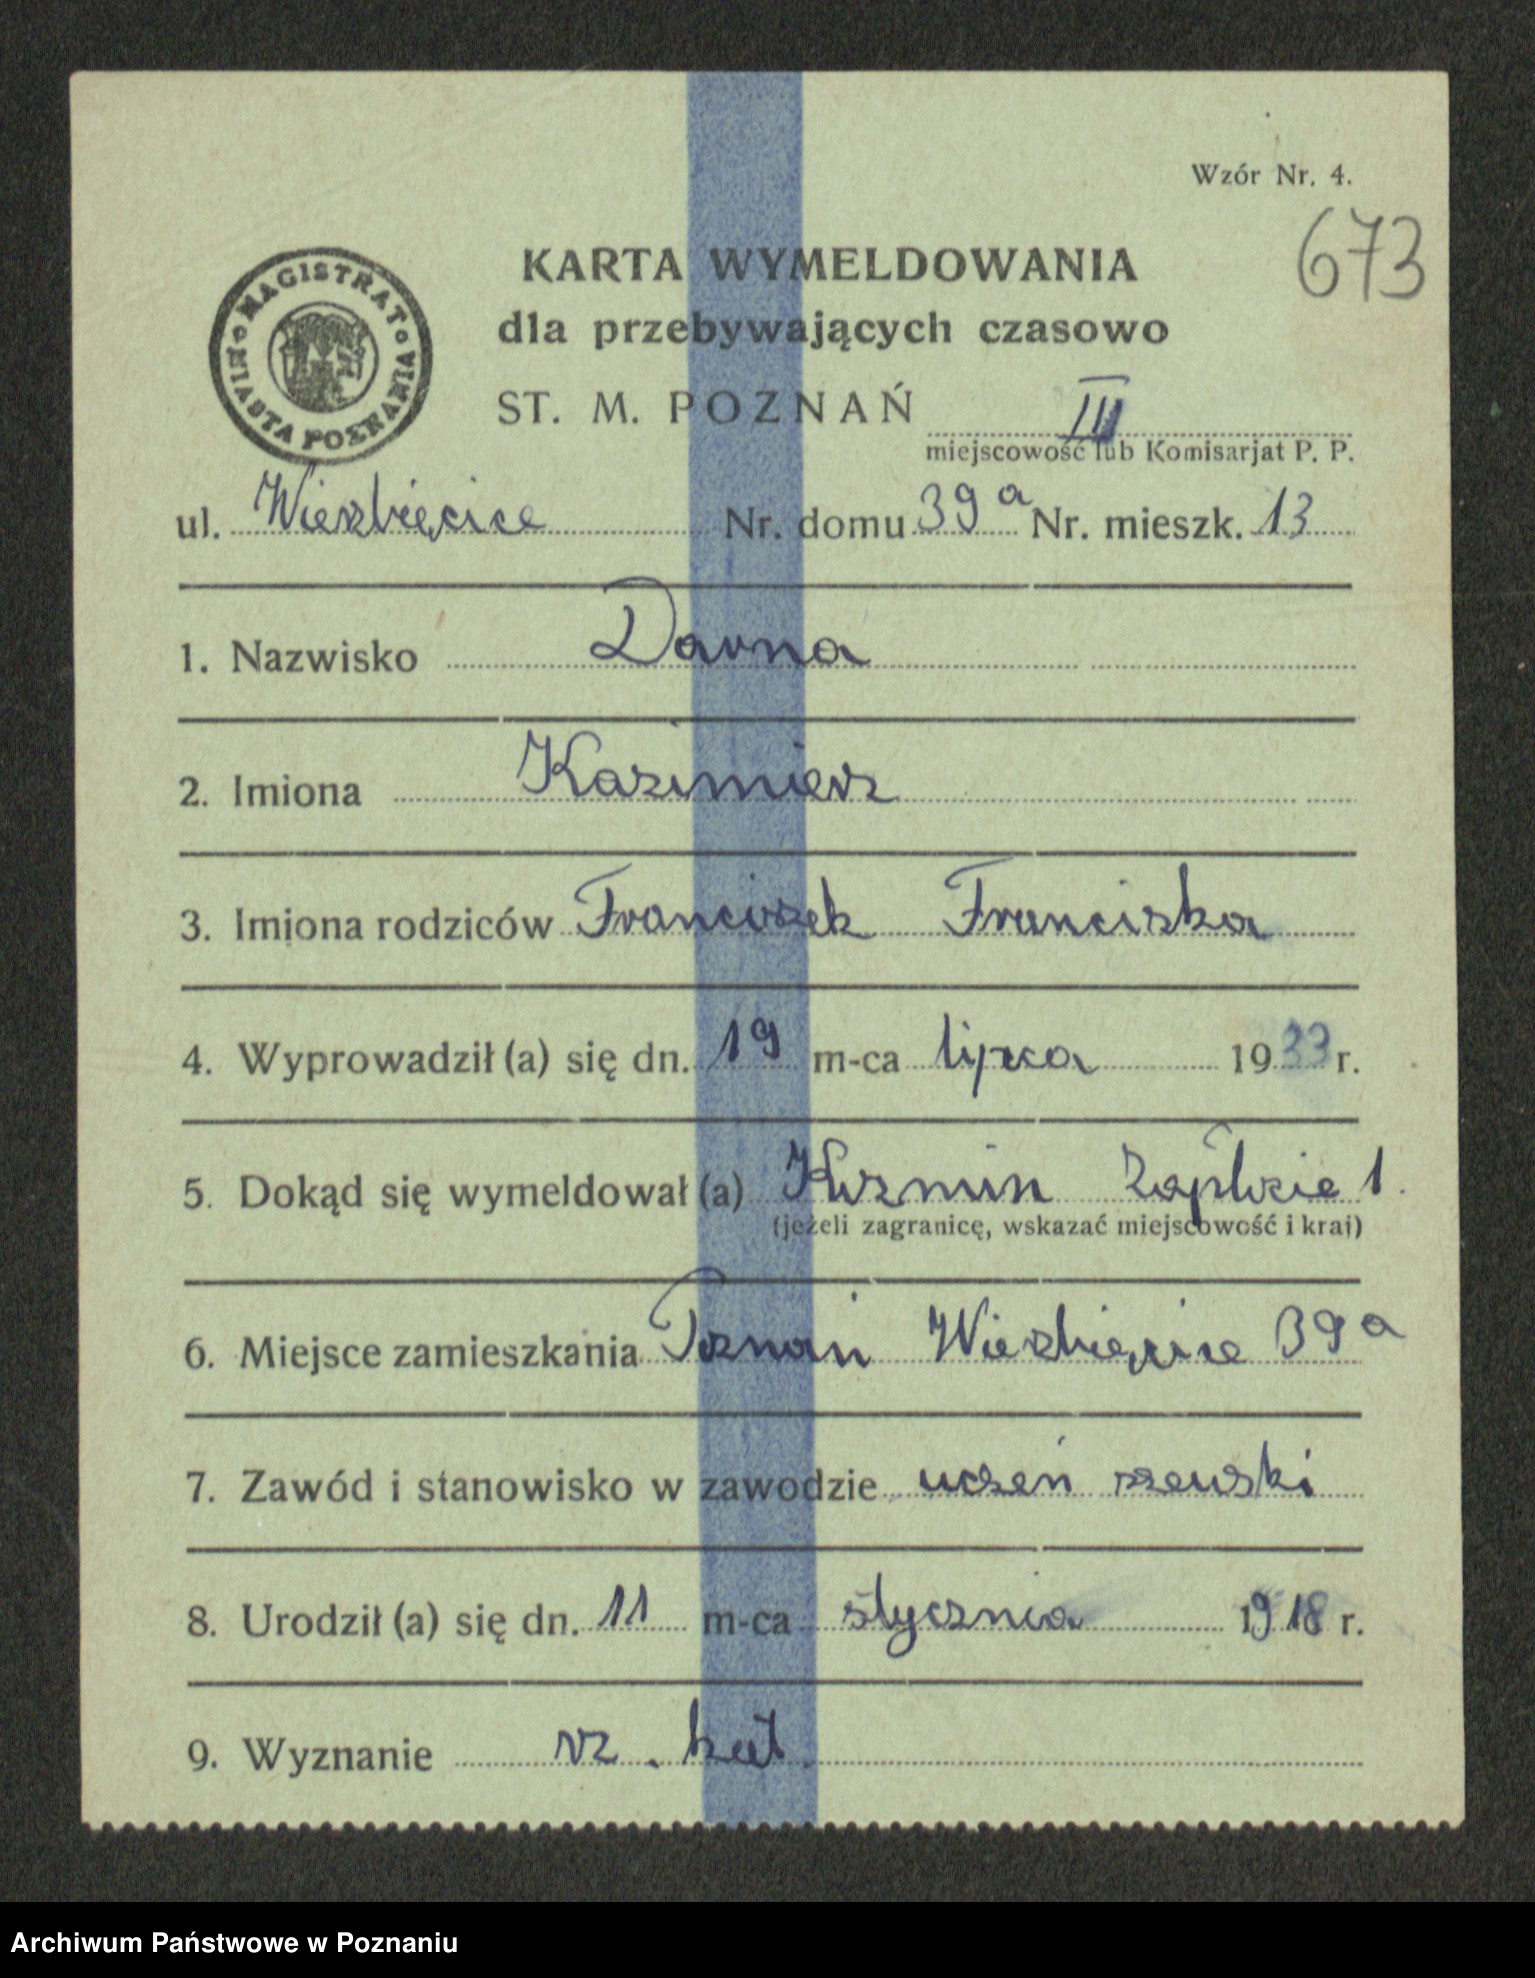 Wzór Nr. 4.
673
MAGISTRAT MIASTA POZNANIA
KARTA WYMELDOWANIA
dla przebywających czasowo
ST. M. POZNAŃ III
miejscowość lub Komisarjat P. P.
ul. Wierzbięcice Nr. domu 39a Nr. mieszk. 13
1. Nazwisko Darna
2. Imiona Kazimierz
3. Imiona rodziców Franciszek Franciska
4. Wyprowadził (a) się dn. 19 m-ca lipca 1933 r.
5. Dokąd się wymeldował (a) 1.
(jeżeli zagranicę, wskazać miejscowość i kraj)
6. Miejsce zamieszkania Poznań Wierzbięcice 39a
7. Zawód i stanowisko w zawodzie uczeń szewski
8. Urodził (a) się dn. 11 m-ca stycznia 1918 r.
9. Wyznanie rz. kat.
Archiwum Państwowe w Poznaniu